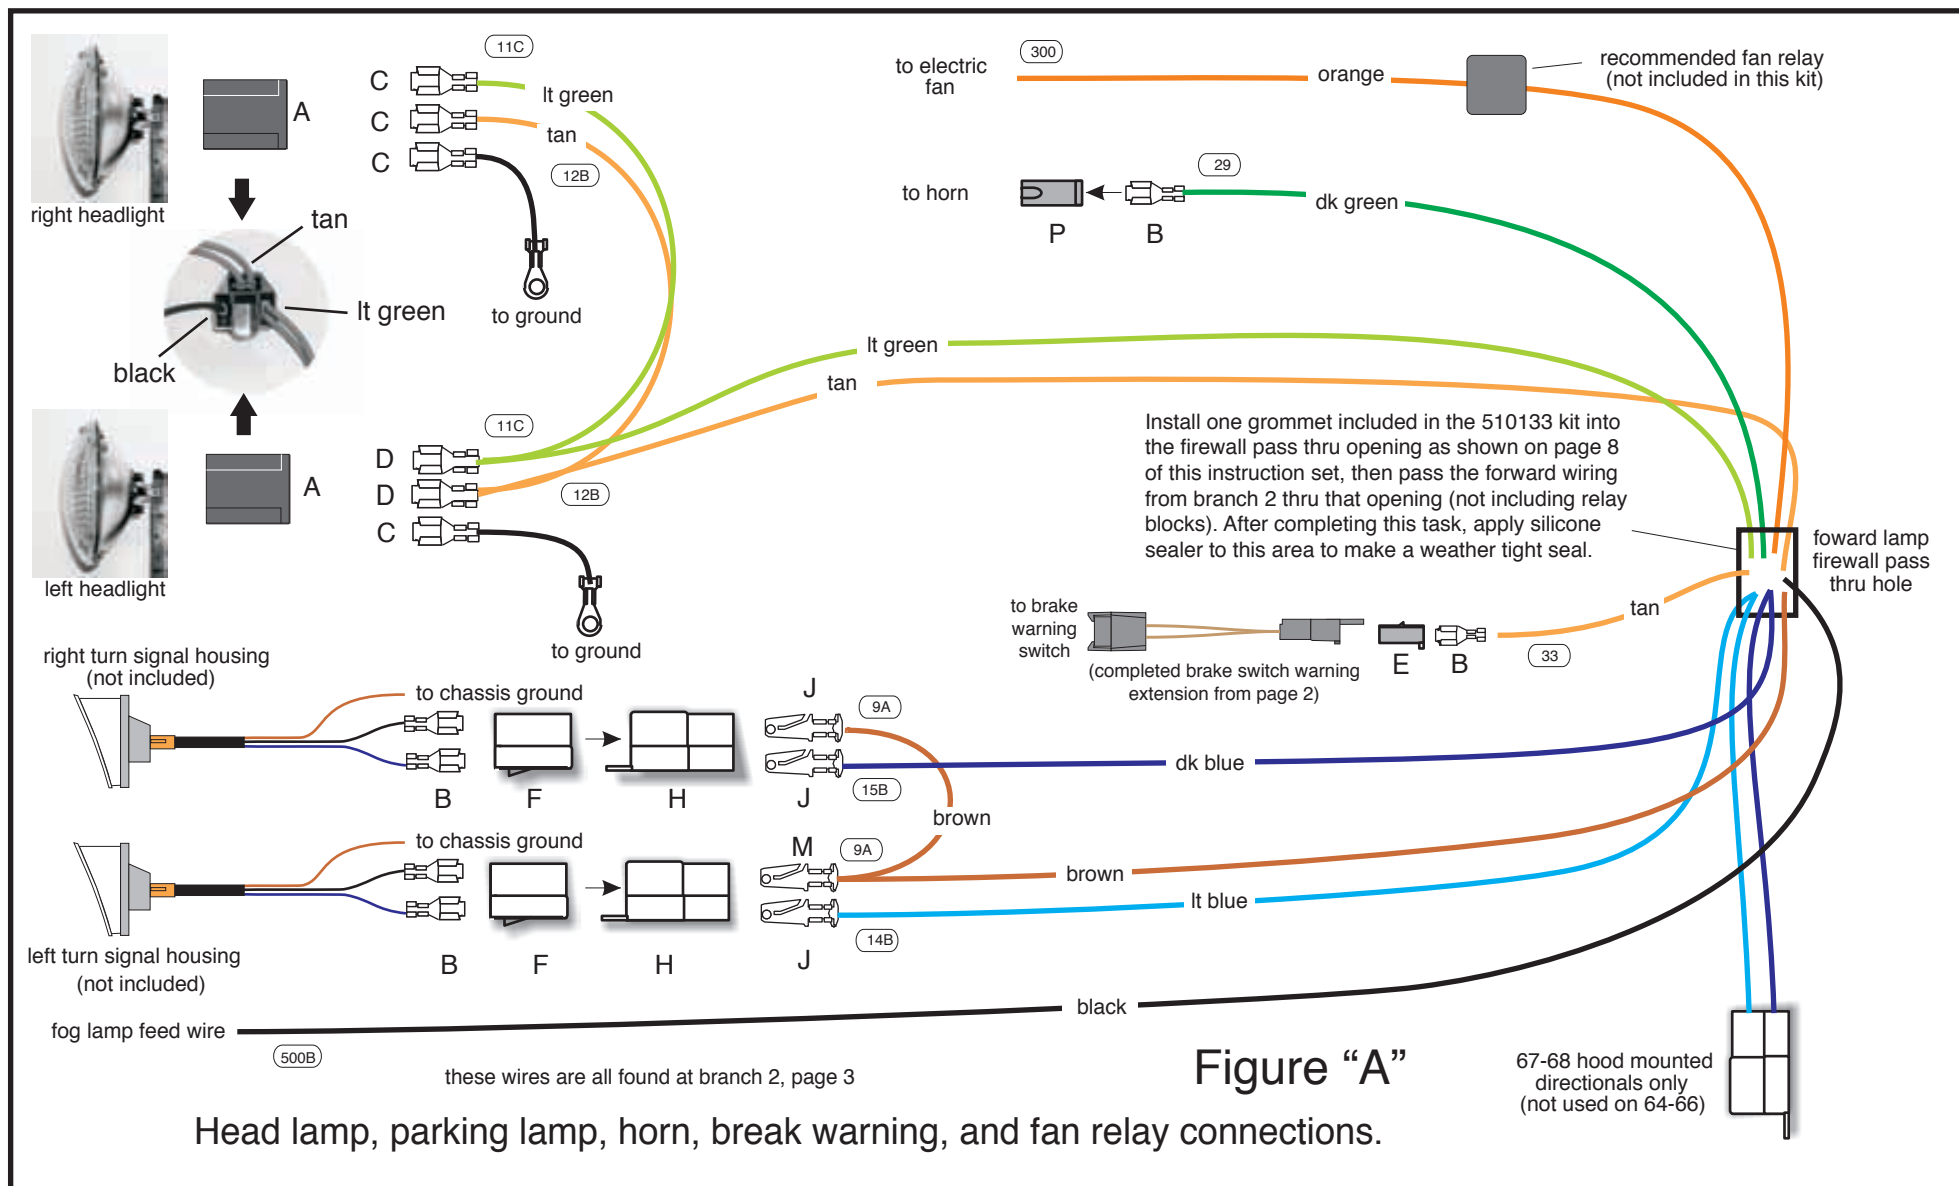 11C
C
lt green
C
tan
C
12B
A
right headlight
tan
lt green
black
to ground
A
left headlight
11C
D
D
12B
C
to ground
to electric
fan
300
orange
recommended fan relay
(not included in this kit)
to horn
P
B
29
dk green
lt green
tan
Install one grommet included in the 510133 kit into
the firewall pass thru opening as shown on page 8
of this instruction set, then pass the forward wiring
from branch 2 thru that opening (not including relay
blocks). After completing this task, apply silicone
sealer to this area to make a weather tight seal.
foward lamp
firewall pass
thru hole
to brake
warning
switch
(completed brake switch warning
extension from page 2)
E
B
33
tan
right turn signal housing
(not included)
to chassis ground
B
F
H
J
9A
J
15B
dk blue
brown
left turn signal housing
(not included)
to chassis ground
B
F
H
M
9A
J
14B
brown
lt blue
fog lamp feed wire
500B
black
these wires are all found at branch 2, page 3
Figure “A”
67-68 hood mounted
directionals only
(not used on 64-66)
Head lamp, parking lamp, horn, break warning, and fan relay connections.